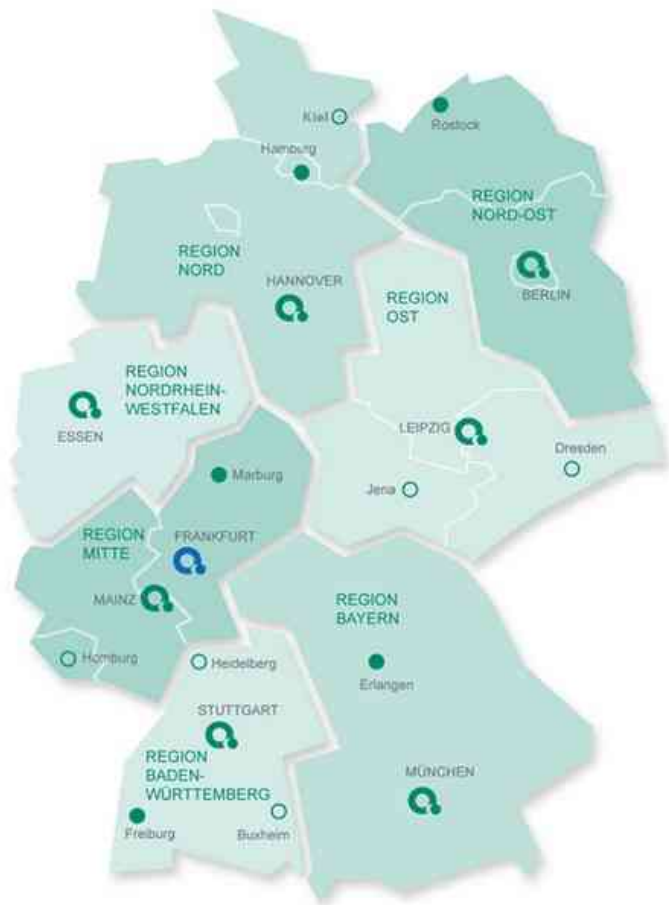 Kiel
Rostock
Hamburg
REGION
NORD-OST
REGION
NORD
HANNOVER
REGION
OST
BERLIN
REGION
NORDRHEIN-
WESTFALEN
ESSEN
LEIPZIG
Dresden
Marburg
Jena
REGION
MITTE
FRANKFURT
MAINZ
REGION
BAYERN
Homburg
Heidelberg
Erlangen
STUTTGART
REGION
BADEN-
WÜRTTEMBERG
MÜNCHEN
Freiburg
Buxheim